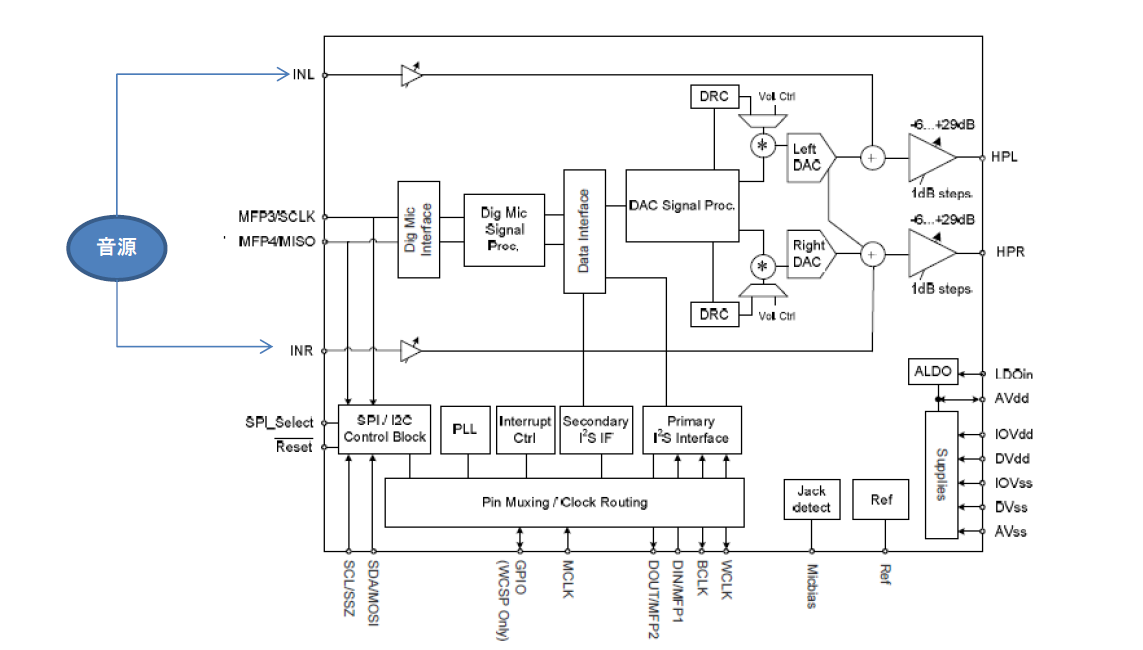 INL
DRC
Vol. Ctrl
-6...+29dB
*
Left
DAC
+
HPL
1dB steps
MFP3/SCLK
MFP4/MISO
Dig Mic
Interface
Dig Mic
Signal
Proc.
Data Interface
DAC Signal Proc.
音源
-6...+29dB
*
Right
DAC
+
HPR
1dB steps
DRC
Vol. Ctrl
INR
ALDO
LDOin
AVdd
SPI_Select
Reset
SPI / I2C
Control Block
PLL
Interrupt
Ctrl
Secondary
I²S IF
Primary
I²S Interface
Supplies
IOVdd
DVdd
IOVss
DVss
AVss
Pin Muxing / Clock Routing
Jack
detect
Ref
SCL/SSZ
SDA/MOSI
GPIO
(WCSP Only)
MCLK
DOUT/MFP2
DIN/MFP1
BCLK
WCLK
Micbias
Ref